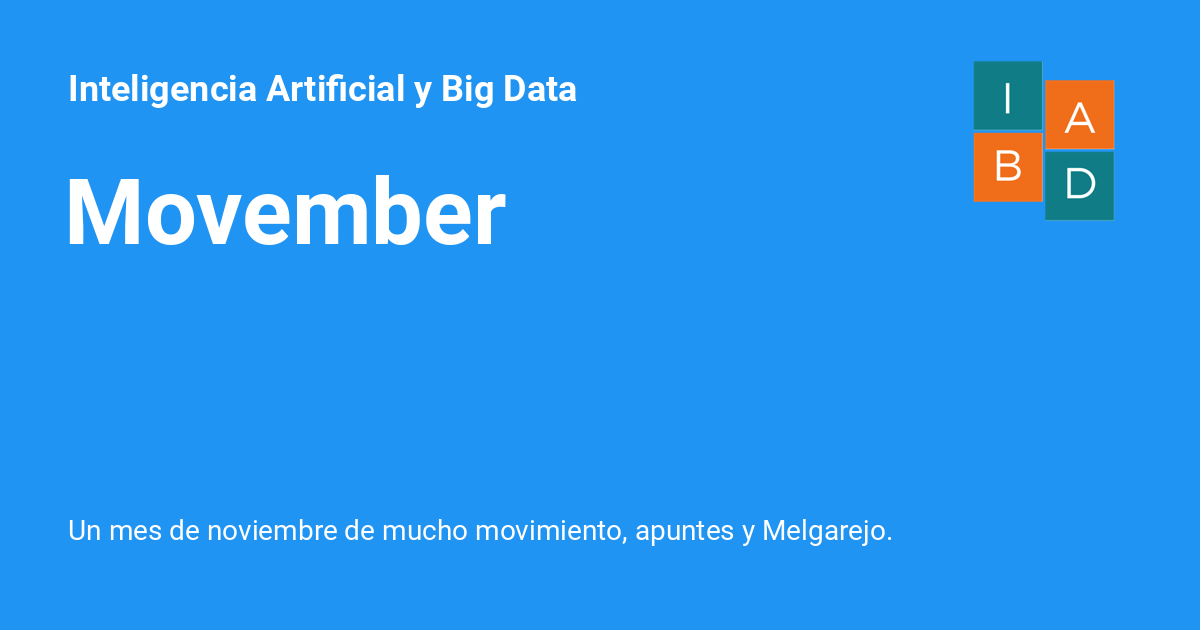 Inteligencia Artificial y Big Data
I A
B D
Movember
Un mes de noviembre de mucho movimiento, apuntes y Melgarejo.